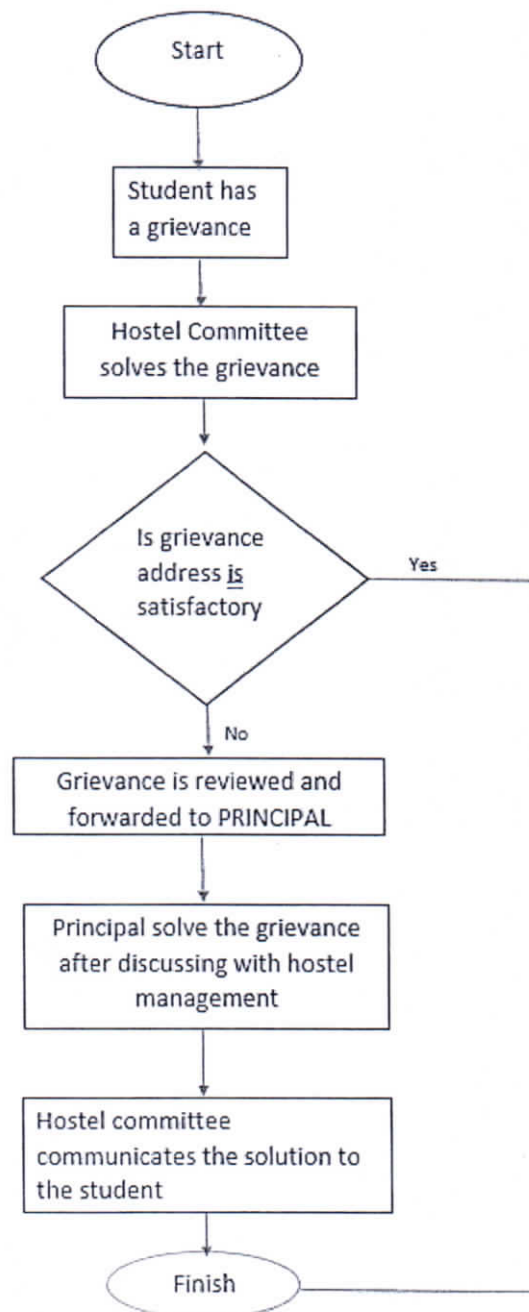 Start
Student has
a grievance
Hostel Committee
solves the grievance
Is grievance
address is
satisfactory
Yes
No
Grievance is reviewed and
forwarded to PRINCIPAL
Principal solve the grievance
after discussing with hostel
management
Hostel committee
communicates the solution to
the student
Finish